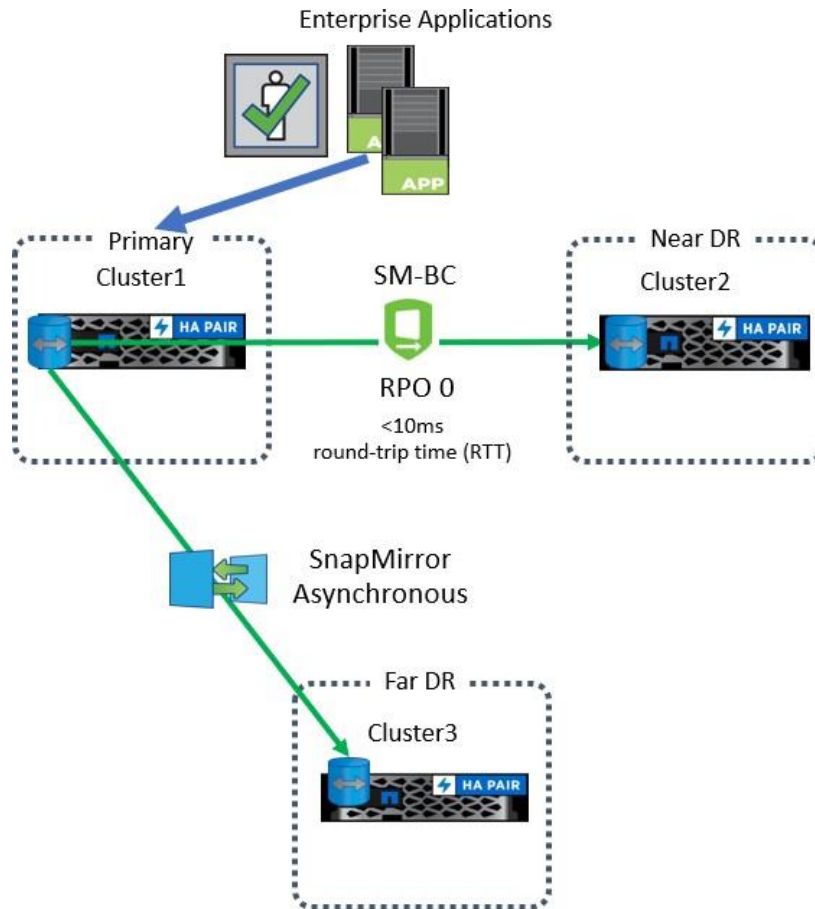 Enterprise Applications
A
APP
Primary
Cluster1
HA PAIR
SM-BC
RPO 0
<10ms
round-trip time (RTT)
Near DR
Cluster2
HA PAIR
SnapMirror
Asynchronous
Far DR
Cluster3
HA PAIR